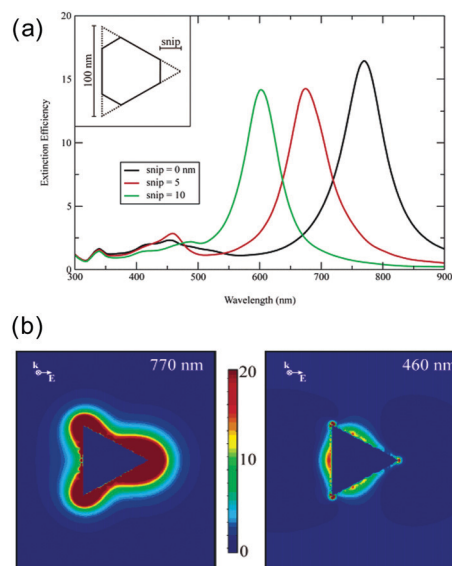 (a)
snip
100 nm
Extinction Efficiency
20
15
10
5
0
snip = 0 nm
snip = 5
snip = 10
300 400 500 600 700 800 900
Wavelength (nm)
(b)
k
E
770 nm
20
10
0
k
E
460 nm